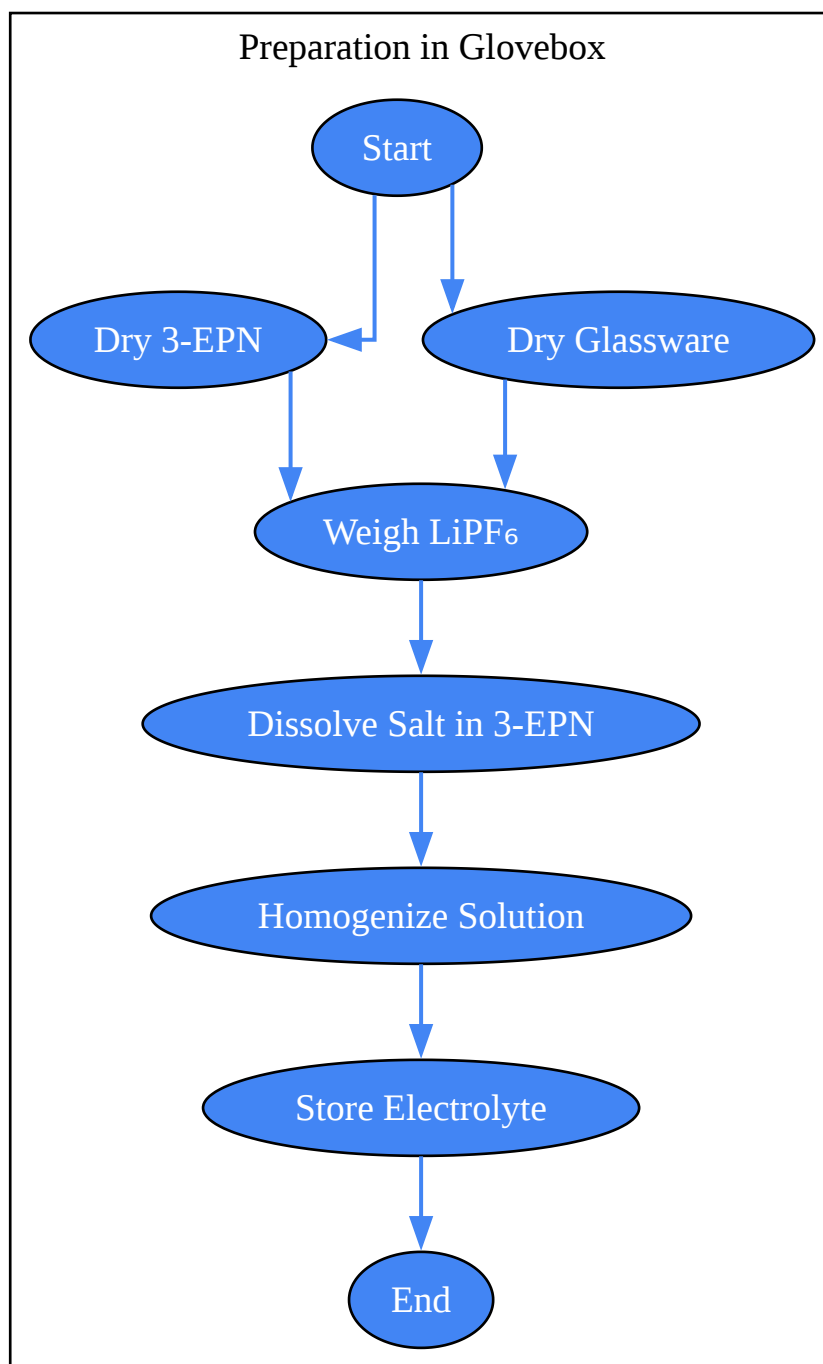 Preparation in Glovebox
Start
Dry 3-EPN
Dry Glassware
Weigh LiPF₆
Dissolve Salt in 3-EPN
Homogenize Solution
Store Electrolyte
End